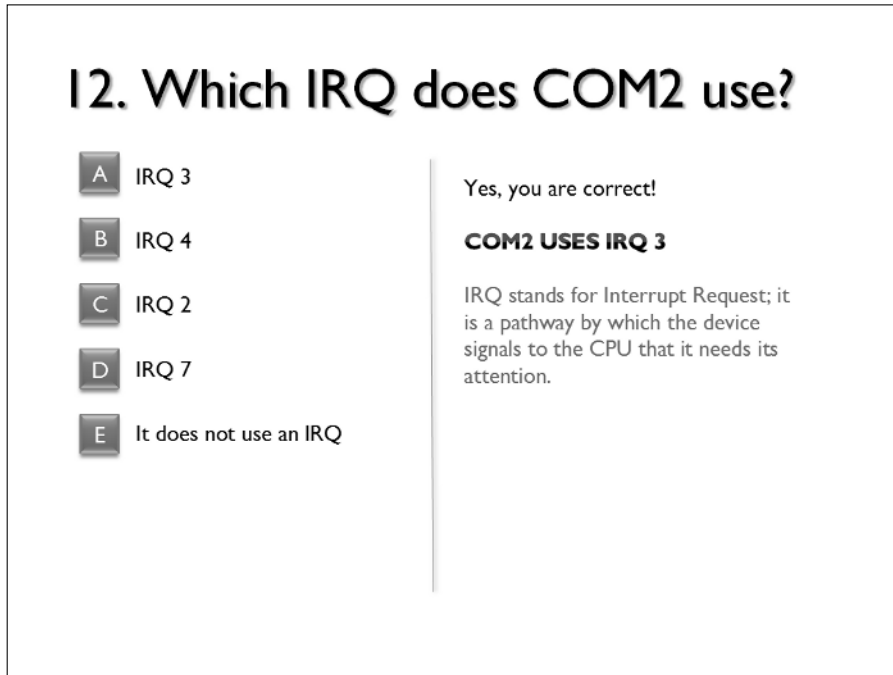 12. Which IRQ does COM2 use?
A IRQ 3
B IRQ 4
C IRQ 2
D IRQ 7
E It does not use an IRQ
Yes, you are correct!
COM2 USES IRQ 3
IRQ stands for Interrupt Request; it
is a pathway by which the device
signals to the CPU that it needs its
attention.